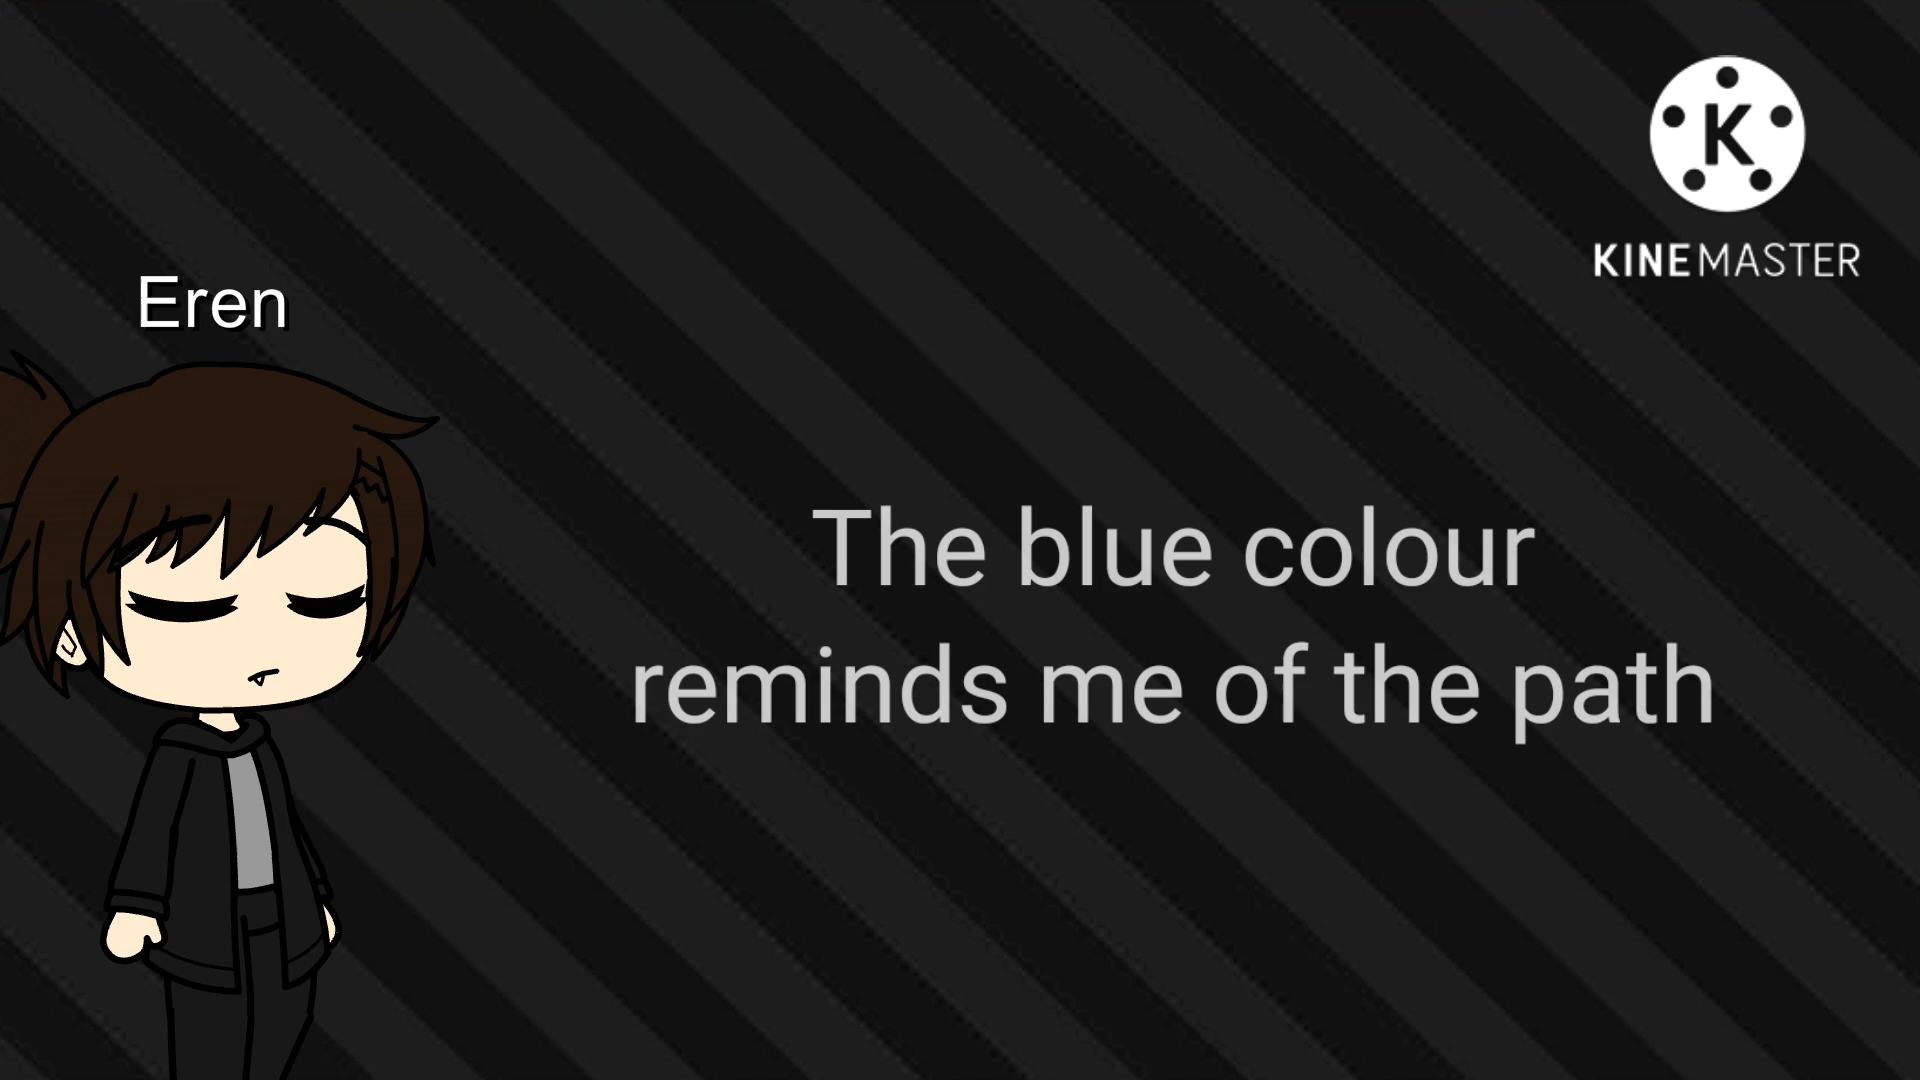 K
KINEMASTER
Eren
The blue colour
reminds me of the path